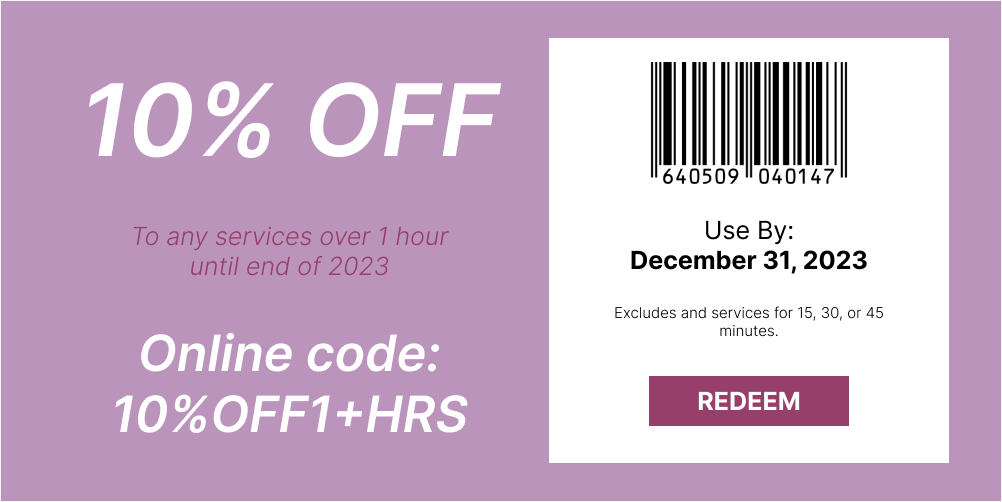 10% OFF
To any services over 1 hour
until end of 2023
Online code:
10%OFF1+HRS
640509 040147
Use By:
December 31, 2023
Excludes and services for 15, 30, or 45
minutes.
REDEEM